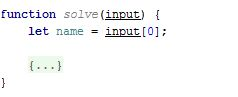 function solve(input) {
let name = input[0];
{...}
}